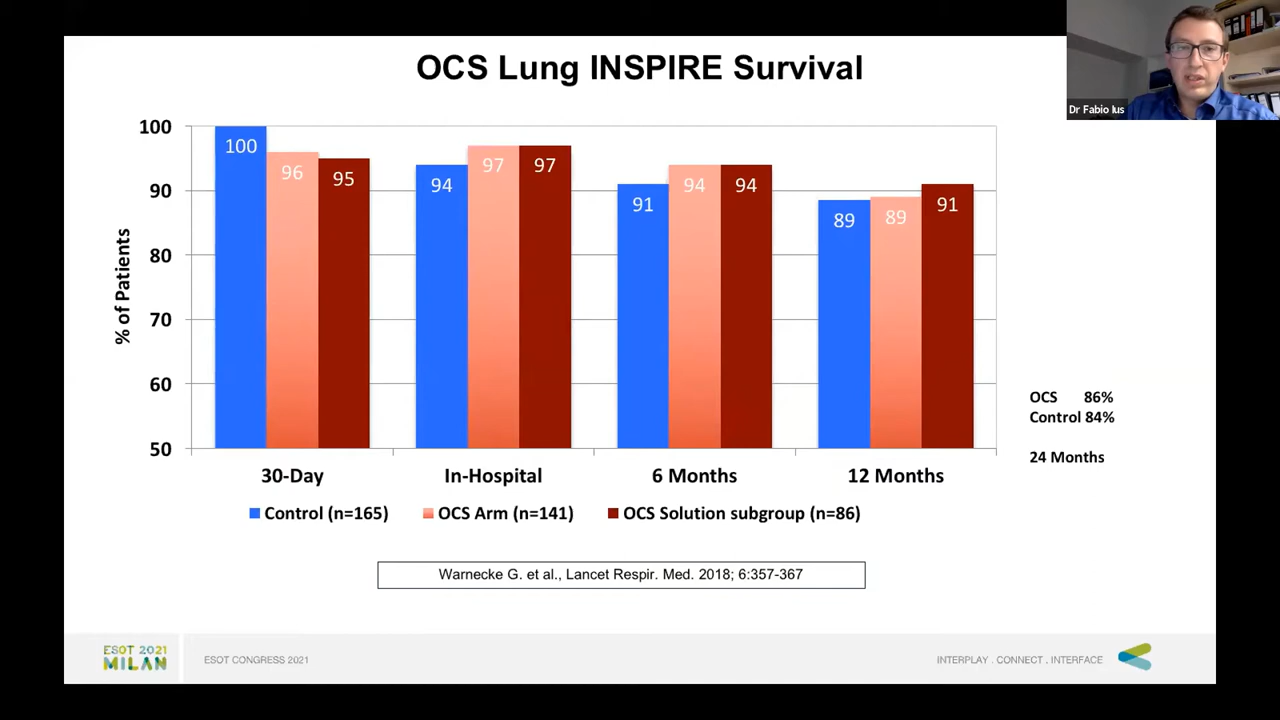 OCS Lung INSPIRE Survival
Dr Fabio Ius
% of Patients
100
90
80
70
60
50
100
96
95
94
97
97
91
94
94
89
89
91
30-Day
In-Hospital
6 Months
12 Months
Control (n=165)
OCS Arm (n=141)
OCS Solution subgroup (n=86)
OCS 86%
Control 84%
24 Months
Warnecke G. et al., Lancet Respir. Med. 2018; 6:357-367
ESOT 2021
MILAN
ESOT CONGRESS 2021
INTERPLAY . CONNECT . INTERFACE